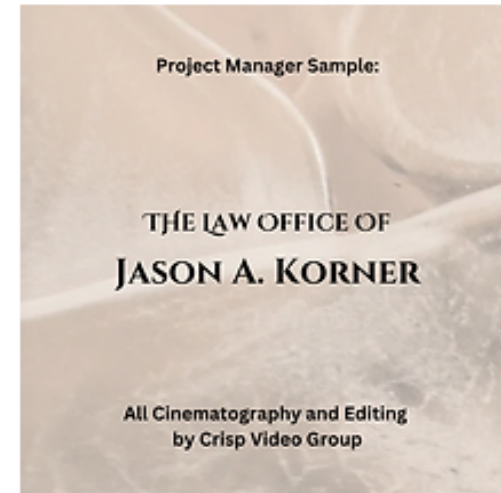 Project Manager Sample:
The Law Office Of
Jason A. Korner
All Cinematography and Editing
by Crisp Video Group